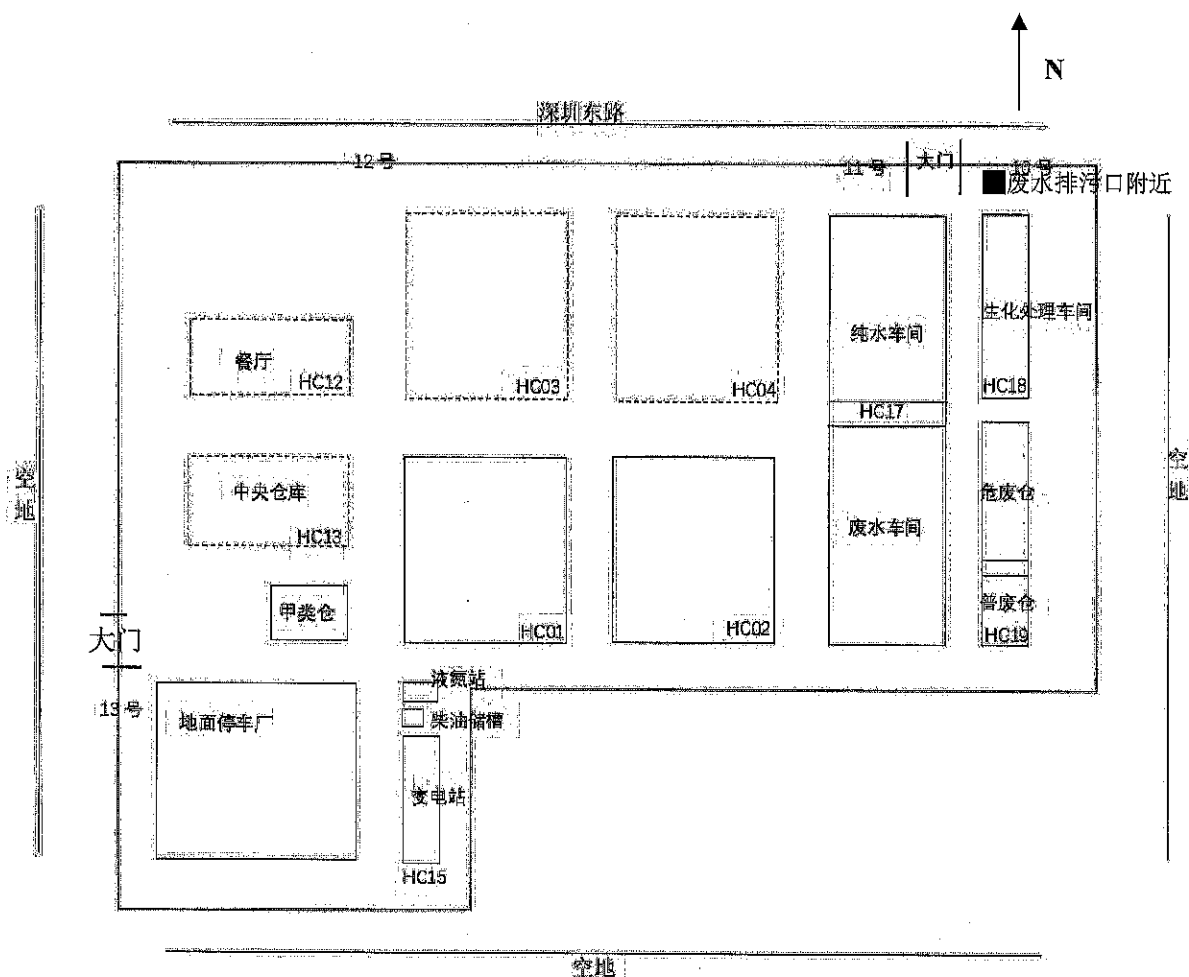 N
深圳东路
12号
11号
大门
10号
废水排污口附近
HC03
HC04
纯水车间
生化处理车间
HC18
HC17
餐厅
HC12
空地
中央仓库
HC13
废水车间
危废仓
空地
甲类仓
HC01
HC02
普废仓
HC19
大门
13号
地面停车厂
液氮站
柴油储槽
变电站
HC15
空地